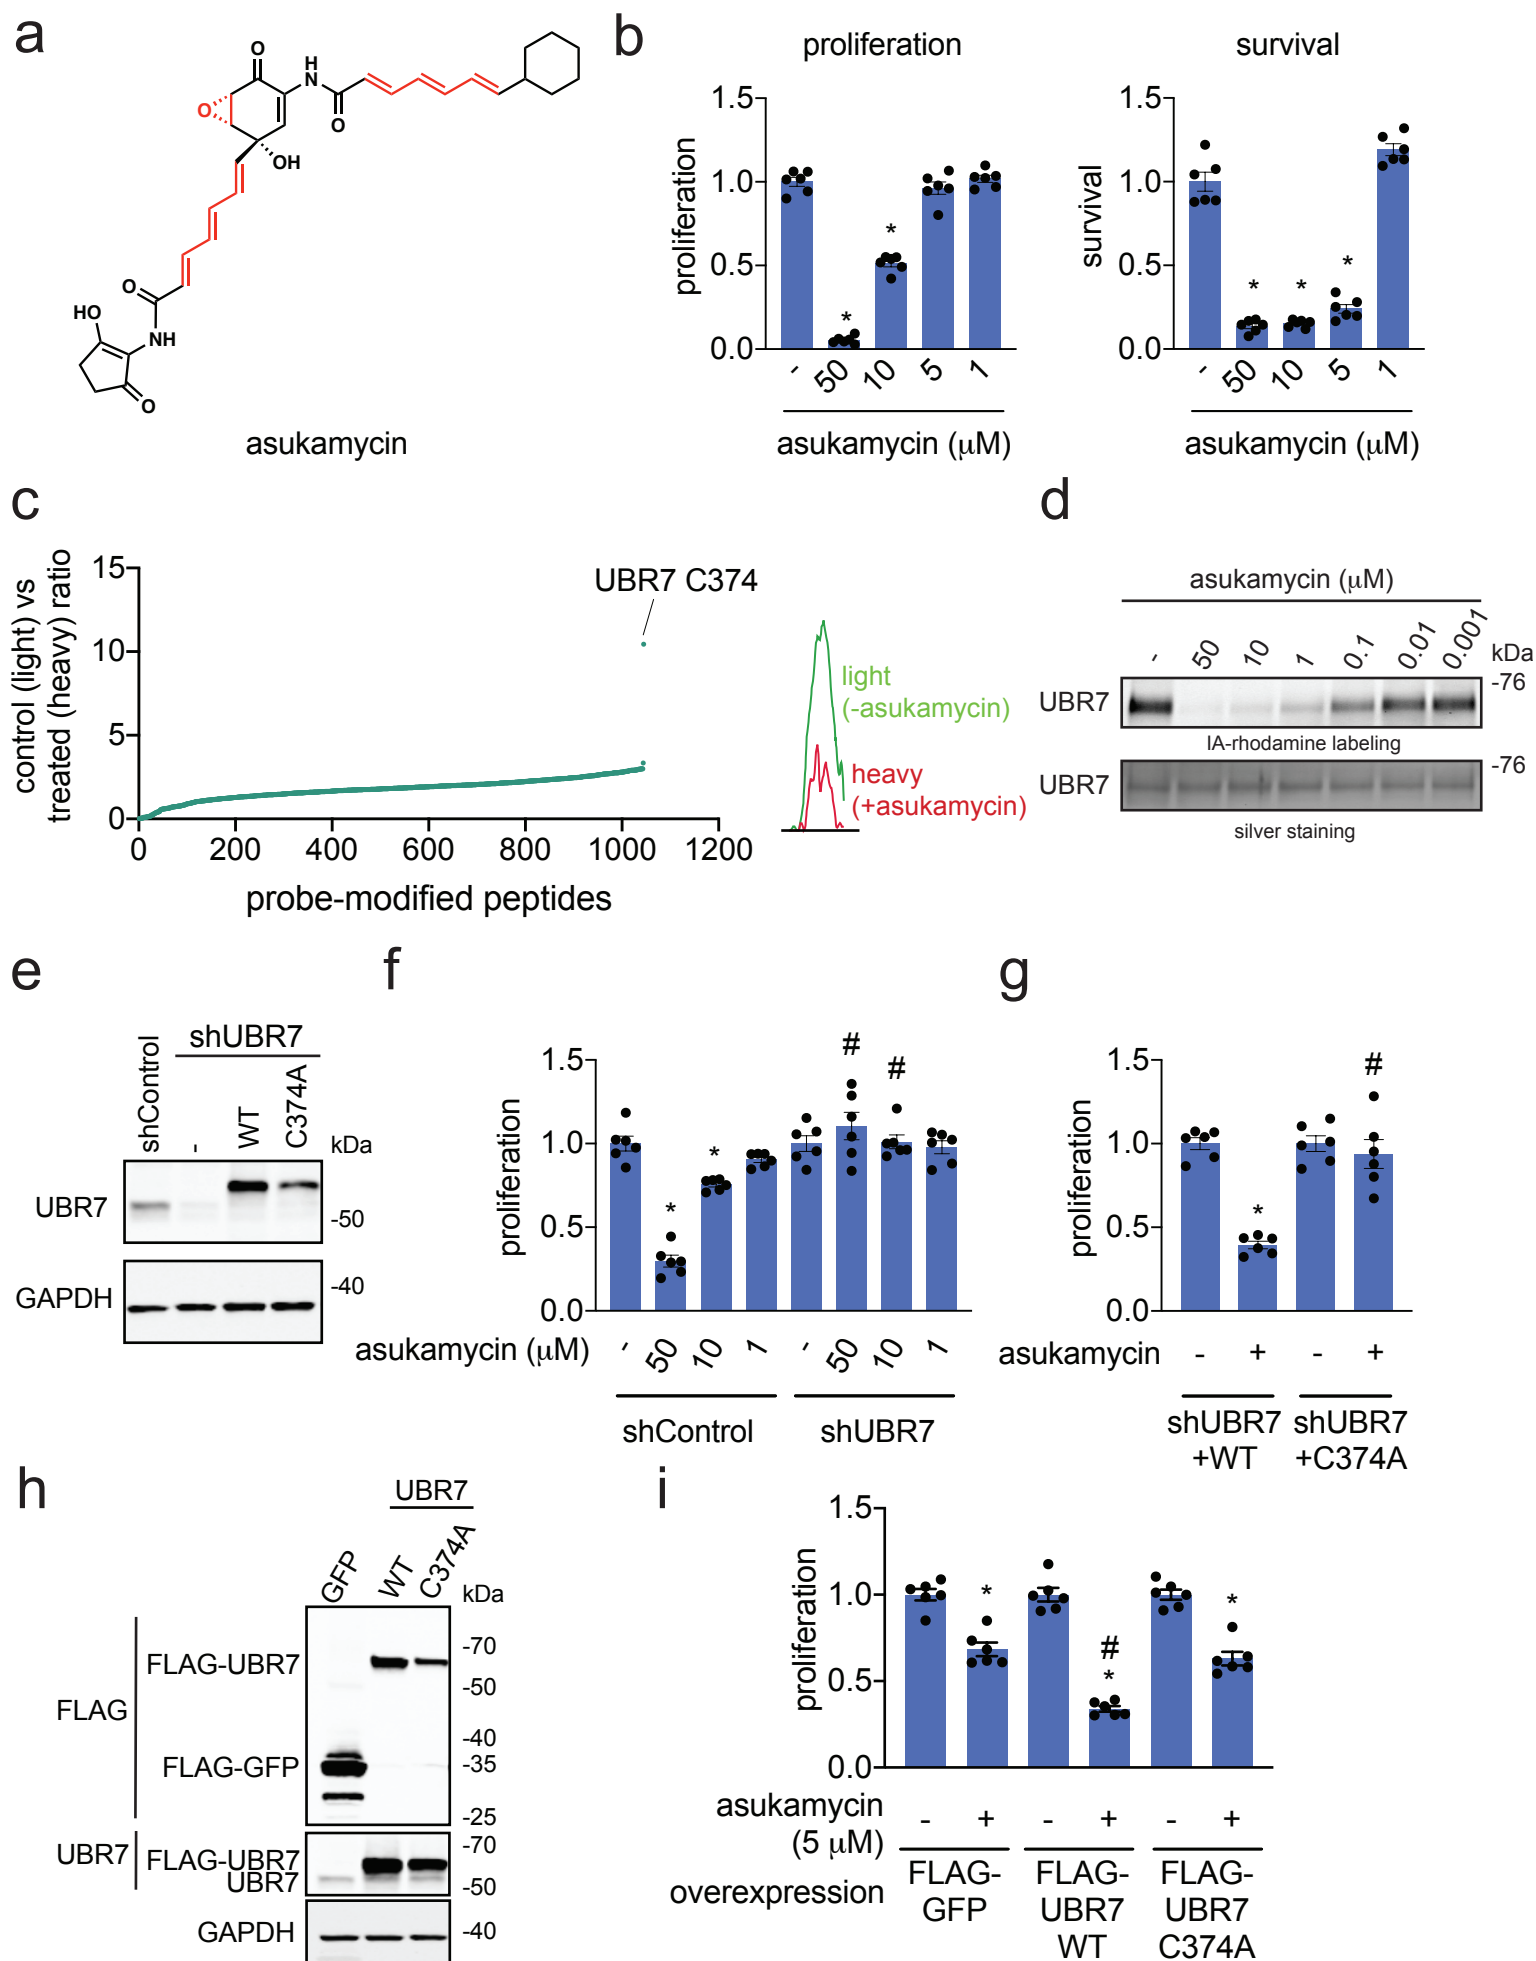 a
O
H
N
O
O
OH
O
HO
NH
O
asukamycin
b
proliferation
survival
1.5
1.0
0.5
0.0
proliferation
*
*
- 50 10 5 1
asukamycin (μM)
1.5
1.0
0.5
0.0
survival
* * *
- 50 10 5 1
asukamycin (μM)
c
control (light) vs
treated (heavy) ratio
15
10
5
0
UBR7 C374
0 200 400 600 800 1000 1200
probe-modified peptides
light
(-asukamycin)
heavy
(+asukamycin)
d
asukamycin (μM)
- 50 10 1 0.1 0.01 0.001
kDa
UBR7
-76
IA-rhodamine labeling
UBR7
-76
silver staining
e
shUBR7
shControl - WT C374A
kDa
UBR7
-50
GAPDH
-40
f
proliferation
1.5
1.0
0.5
0.0
* * # #
asukamycin (μM) - 50 10 1 - 50 10 1
shControl shUBR7
g
proliferation
1.5
1.0
0.5
0.0
* #
asukamycin - + - +
shUBR7 shUBR7
+WT +C374A
h
UBR7
GFP WT C374A
kDa
FLAG
FLAG-UBR7
FLAG-GFP
-70
-50
-40
-35
-25
UBR7
FLAG-UBR7
UBR7
-70
-50
GAPDH
-40
i
proliferation
1.5
1.0
0.5
0.0
*
#
*
*
asukamycin
(5 μM)
- + - + - +
overexpression
FLAG- FLAG- FLAG-
GFP UBR7 UBR7
WT C374A